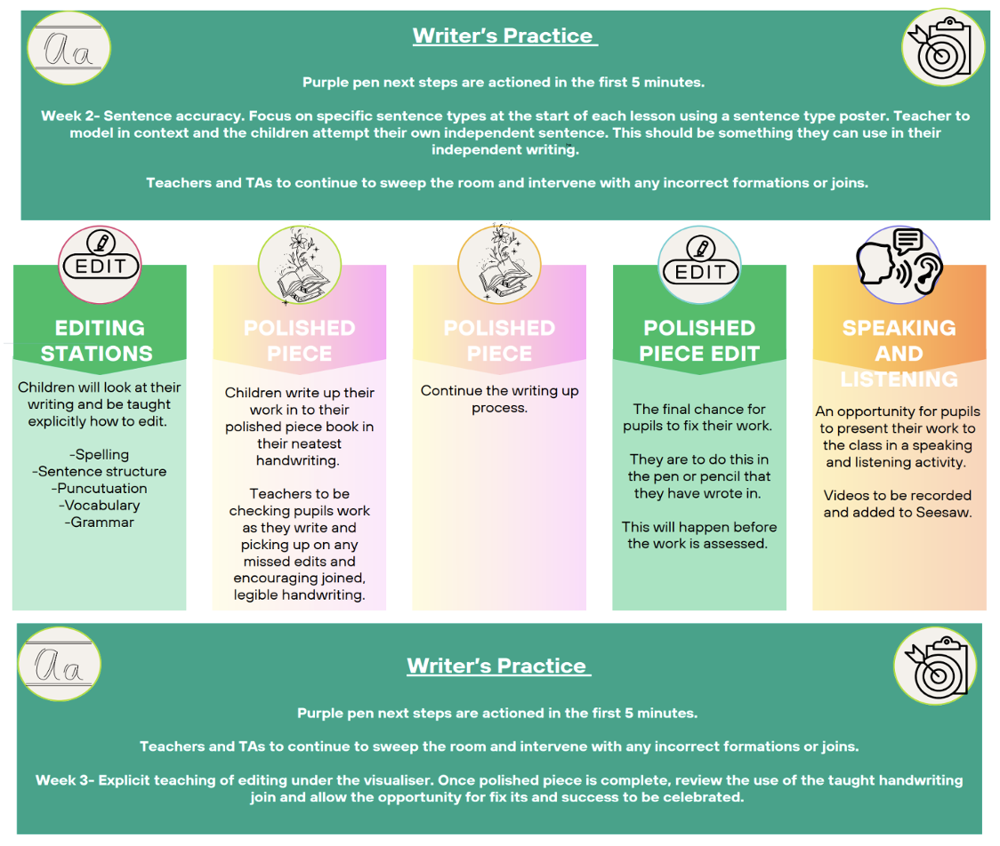 Aa
Writer's Practice
Purple pen next steps are actioned in the first 5 minutes.
Week 2- Sentence accuracy. Focus on specific sentence types at the start of each lesson using a sentence type poster. Teacher to
model in context and the children attempt their own independent sentence. This should be something they can use in their
independent writing.
Teachers and TAs to continue to sweep the room and intervene with any incorrect formations or joins.
EDIT
EDITING
STATIONS
Children will look at their
writing and be taught
explicitly how to edit.
-Spelling
-Sentence structure
-Puncutuation
-Vocabulary
-Grammar
POLISHED
PIECE
Children write up their
work in to their
polished piece book in
their neatest
handwriting.
Teachers to be
checking pupils work
as they write and
picking up on any
missed edits and
encouraging joined,
legible handwriting.
POLISHED
PIECE
Continue the writing up
process.
EDIT
POLISHED
PIECE EDIT
The final chance for
pupils to fix their work.
They are to do this in
the pen or pencil that
they have wrote in.
This will happen before
the work is assessed.
SPEAKING
AND
LISTENING
An opportunity for pupils
to present their work to
the class in a speaking
and listening activity.
Videos to be recorded
and added to Seesaw.
Aa
Writer's Practice
Purple pen next steps are actioned in the first 5 minutes.
Teachers and TAs to continue to sweep the room and intervene with any incorrect formations or joins.
Week 3- Explicit teaching of editing under the visualiser. Once polished piece is complete, review the use of the taught handwriting
join and allow the opportunity for fix its and success to be celebrated.